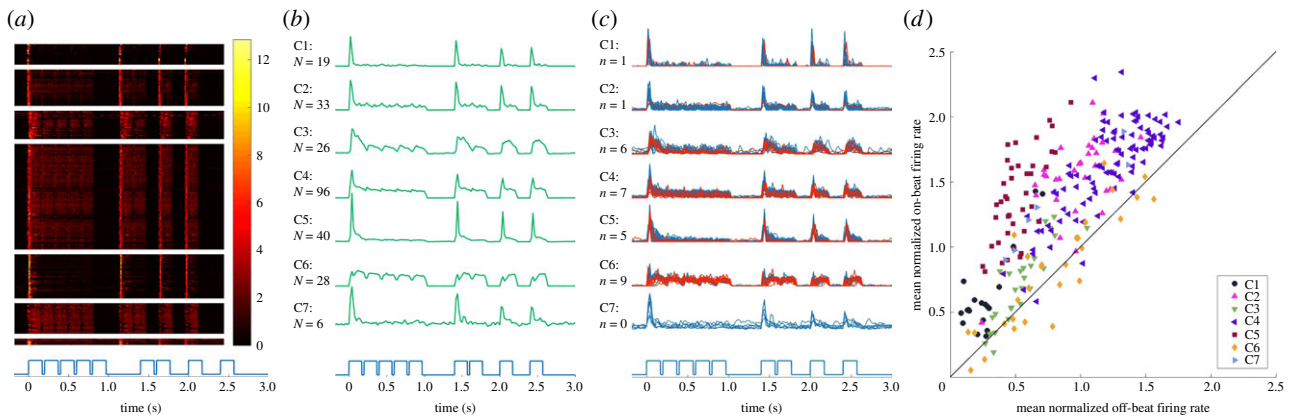 (a)
12
10
8
6
4
2
0
0 0.5 1.0 1.5 2.0 2.5 3.0
time (s)
(b)
C1:
N = 19
C2:
N = 33
C3:
N = 26
C4:
N = 96
C5:
N = 40
C6:
N = 28
C7:
N = 6
0 0.5 1.0 1.5 2.0 2.5 3.0
time (s)
(c)
C1:
n = 1
C2:
n = 1
C3:
n = 6
C4:
n = 7
C5:
n = 5
C6:
n = 9
C7:
n = 0
0 0.5 1.0 1.5 2.0 2.5 3.0
time (s)
(d)
mean normalized on-beat firing rate
2.5
2.0
1.5
1.0
0.5
C1
C2
C3
C4
C5
C6
C7
0 0.5 1.0 1.5 2.0 2.5
mean normalized off-beat firing rate